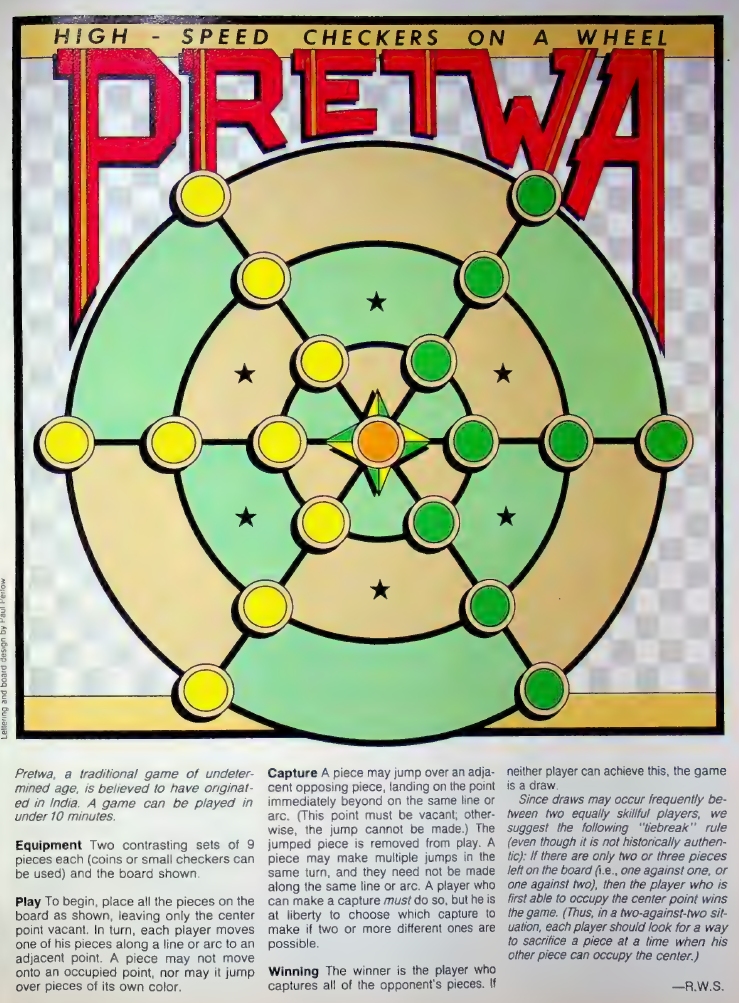 HIGH - SPEED CHECKERS ON A WHEEL
PRETWA
Lettering and board design by Paul Perlow
Pretwa, a traditional game of undeter-
mined age, is believed to have originat-
ed in India. A game can be played in
under 10 minutes.
Equipment Two contrasting sets of 9
pieces each (coins or small checkers can
be used) and the board shown.
Play To begin, place all the pieces on the
board as shown, leaving only the center
point vacant. In turn, each player moves
one of his pieces along a line or arc to an
adjacent point. A piece may not move
onto an occupied point, nor may it jump
over pieces of its own color.
Capture A piece may jump over an adja-
cent opposing piece, landing on the point
immediately beyond on the same line or
arc. (This point must be vacant; other-
wise, the jump cannot be made.) The
jumped piece is removed from play. A
piece may make multiple jumps in the
same turn, and they need not be made
along the same line or arc. A player who
can make a capture must do so, but he is
at liberty to choose which capture to
make if two or more different ones are
possible.
Winning The winner is the player who
captures all of the opponent's pieces. If
neither player can achieve this, the game
is a draw.
Since draws may occur frequently be-
tween two equally skillful players, we
suggest the following "tiebreak" rule
(even though it is not historically authen-
tic): If there are only two or three pieces
left on the board (i.e., one against one, or
one against two), then the player who is
first able to occupy the center point wins
the game. (Thus, in a two-against-two sit-
uation, each player should look for a way
to sacrifice a piece at a time when his
other piece can occupy the center.)
—R.W.S.